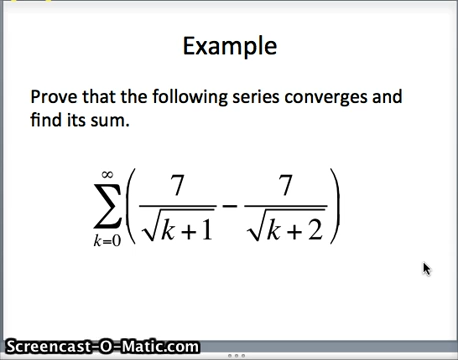 Example
Prove that the following series converges and
find its sum.
∞
∑ ( 7/√(k+1) − 7/√(k+2) )
k=0
Screencast-O-Matic.com